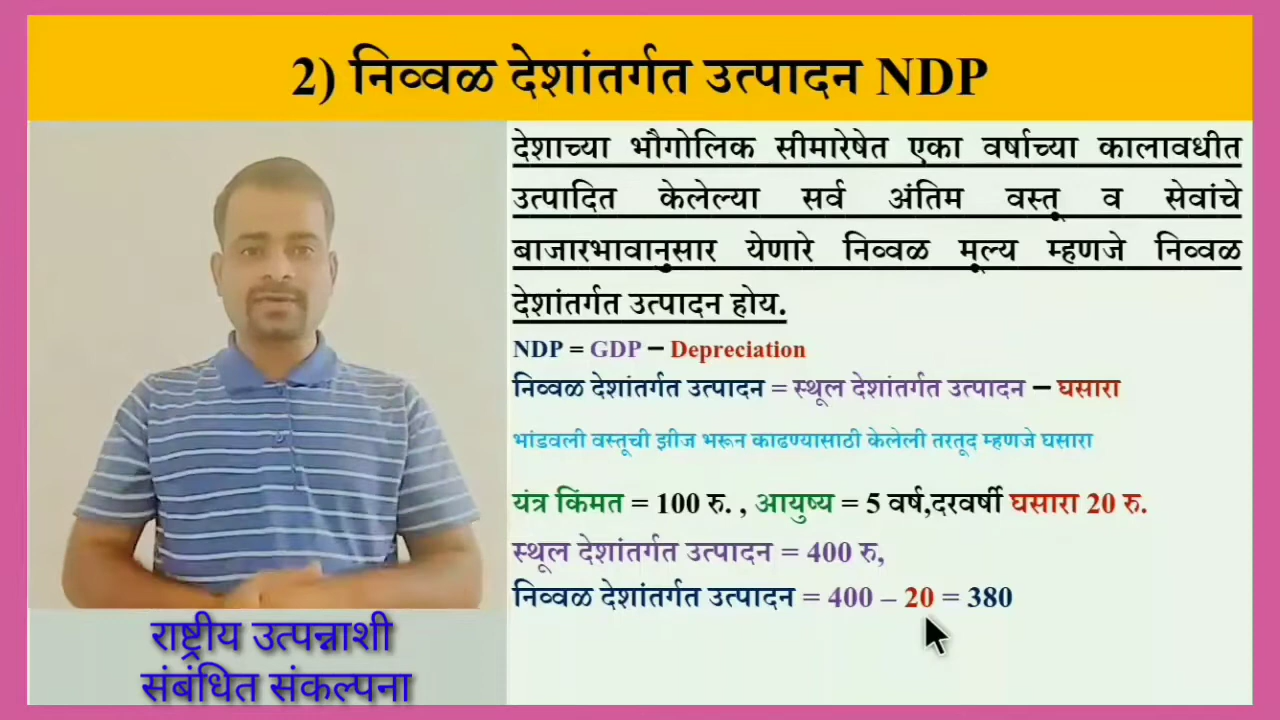 2) निव्वळ देशांतर्गत उत्पादन NDP
देशाच्या भौगोलिक सीमारेषेत एका वर्षाच्या कालावधीत
उत्पादित केलेल्या सर्व अंतिम वस्तू व सेवांचे
बाजारभावानुसार येणारे निव्वळ मूल्य म्हणजे निव्वळ
देशांतर्गत उत्पादन होय.
NDP = GDP – Depreciation
निव्वळ देशांतर्गत उत्पादन = स्थूल देशांतर्गत उत्पादन – घसारा
भांडवली वस्तूची झीज भरून काढण्यासाठी केलेली तरतूद म्हणजे घसारा
यंत्र किंमत = 100 रु. , आयुष्य = 5 वर्ष,दरवर्षी घसारा 20 रु.
स्थूल देशांतर्गत उत्पादन = 400 रु,
निव्वळ देशांतर्गत उत्पादन = 400 – 20 = 380
राष्ट्रीय उत्पन्नाशी
संबंधित संकल्पना